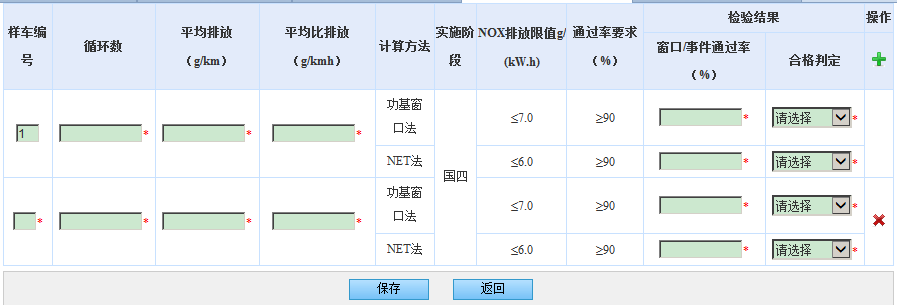 样车编号
循环数
平均排放
（g/km）
平均比排放
（g/kmh）
计算方法
实施阶段
NOX排放限值g/
(kW.h)
通过率要求
（%）
检验结果
窗口/事件通过率
（%）
合格判定
操作
1
*
*
*
功基窗
口法
国四
≤7.0
≥90
*
请选择
*
NET法
≤6.0
≥90
*
请选择
*
*
*
*
*
功基窗
口法
≤7.0
≥90
*
请选择
*
NET法
≤6.0
≥90
*
请选择
*
保存
返回